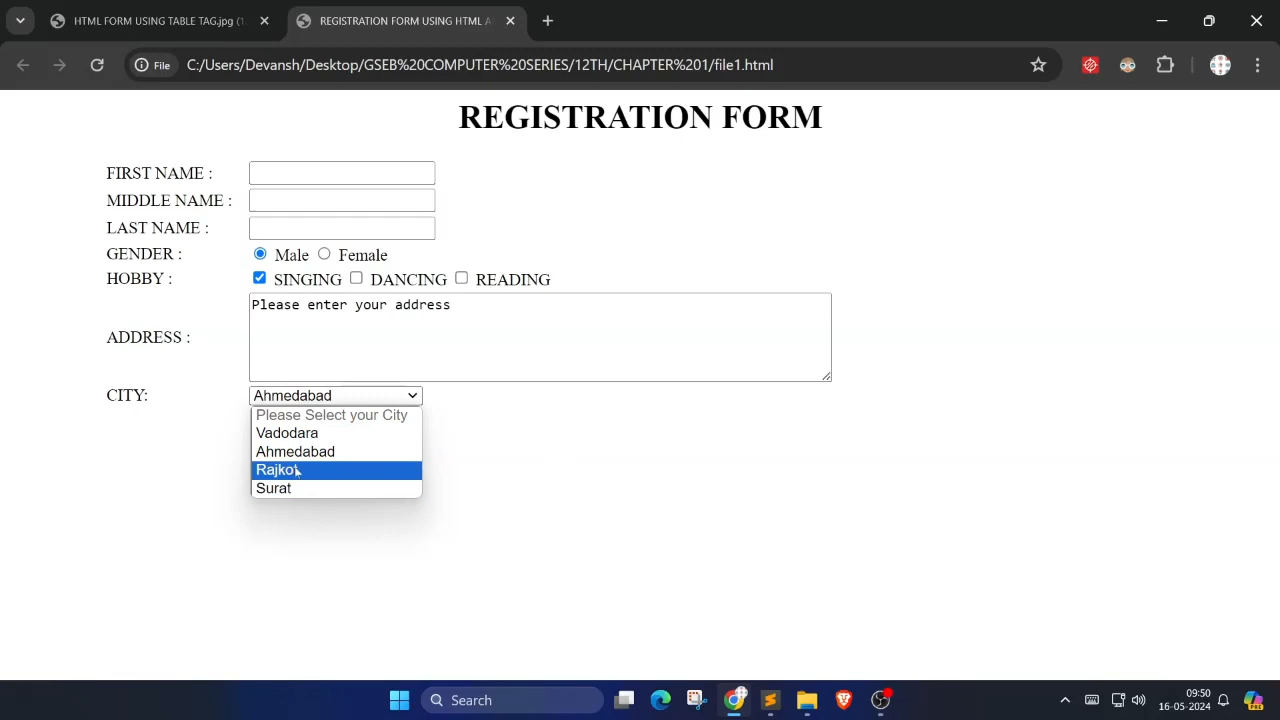 HTML FORM USING TABLE TAG.jpg (1
REGISTRATION FORM USING HTML A
File
C:/Users/Devansh/Desktop/GSEB%20COMPUTER%20SERIES/12TH/CHAPTER%201/file1.html
REGISTRATION FORM
FIRST NAME :
MIDDLE NAME :
LAST NAME :
GENDER : Male Female
HOBBY : SINGING DANCING READING
Please enter your address
ADDRESS :
CITY: Ahmedabad
Please Select your City
Vadodara
Ahmedabad
Rajkot
Surat
Search
09:50
16-05-2024